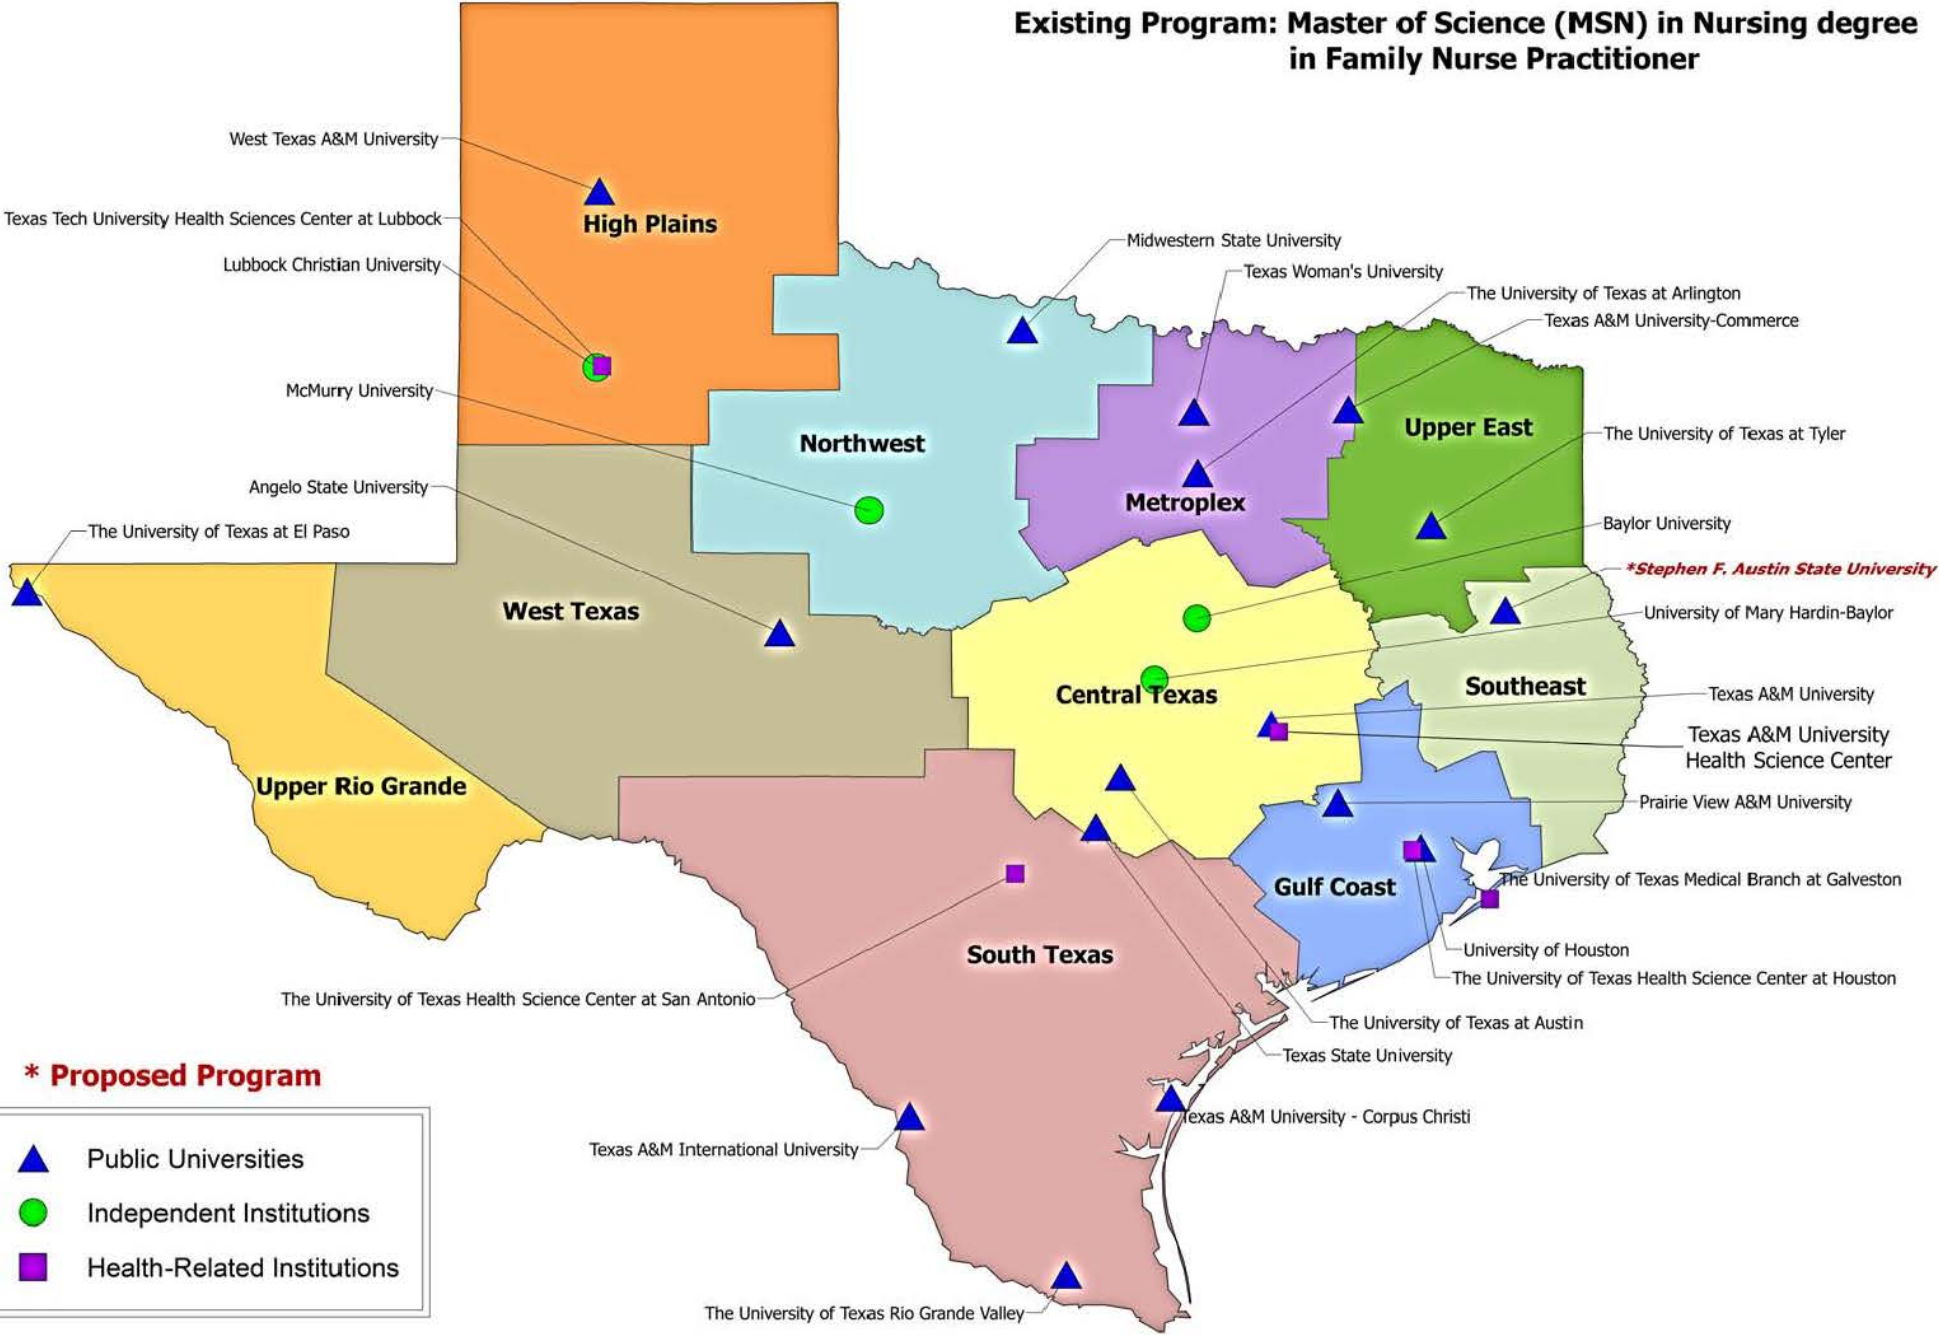 Existing Program: Master of Science (MSN) in Nursing degree
in Family Nurse Practitioner
West Texas A&M University
High Plains
Texas Tech University Health Sciences Center at Lubbock
Lubbock Christian University
Midwestern State University
Texas Woman's University
The University of Texas at Arlington
Texas A&M University-Commerce
McMurry University
Northwest
Upper East
The University of Texas at Tyler
Angelo State University
Metroplex
The University of Texas at El Paso
Baylor University
*Stephen F. Austin State University
West Texas
University of Mary Hardin-Baylor
Central Texas
Southeast
Texas A&M University
Texas A&M University
Health Science Center
Upper Rio Grande
Prairie View A&M University
Gulf Coast
The University of Texas Medical Branch at Galveston
South Texas
University of Houston
The University of Texas Health Science Center at Houston
The University of Texas Health Science Center at San Antonio
The University of Texas at Austin
Texas State University
* Proposed Program
Texas A&M University - Corpus Christi
Texas A&M International University
Public Universities
Independent Institutions
Health-Related Institutions
The University of Texas Rio Grande Valley